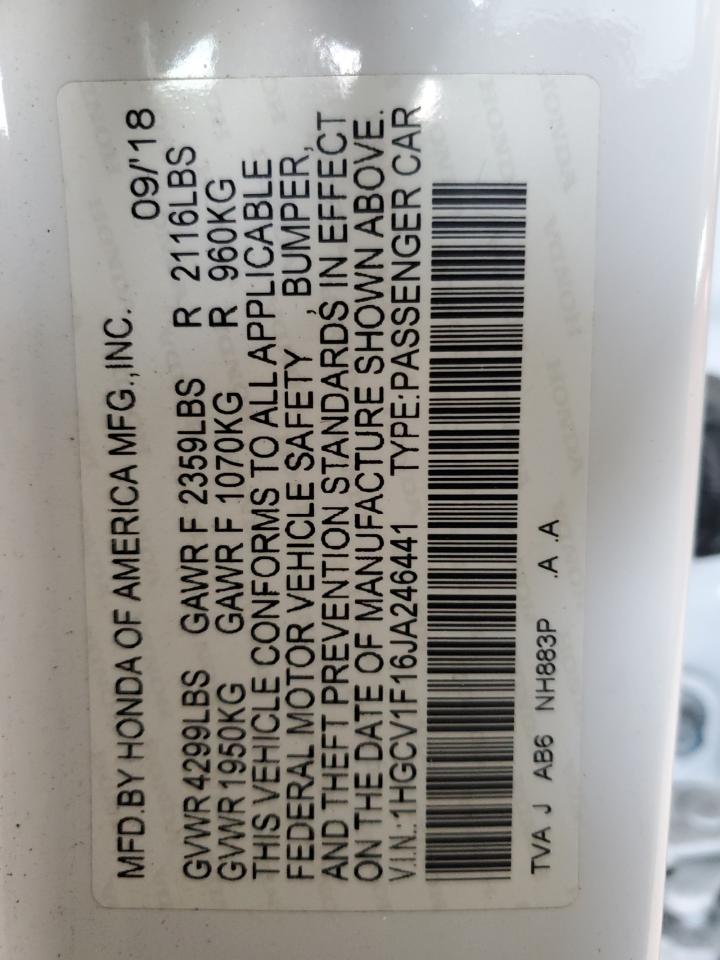 MFD.BY HONDA OF AMERICA MFG.,INC. 09/'18
GVWR 4299LBS GAWR F 2359LBS R 2116LBS
GVWR 1950KG GAWR F 1070KG R 960KG
THIS VEHICLE CONFORMS TO ALL APPLICABLE
FEDERAL MOTOR VEHICLE SAFETY , BUMPER,
AND THEFT PREVENTION STANDARDS IN EFFECT
ON THE DATE OF MANUFACTURE SHOWN ABOVE.
V.I.N.: 1HGCV1F16JA246441 TYPE:PASSENGER CAR
TVA J AB6 NH883P .A .A